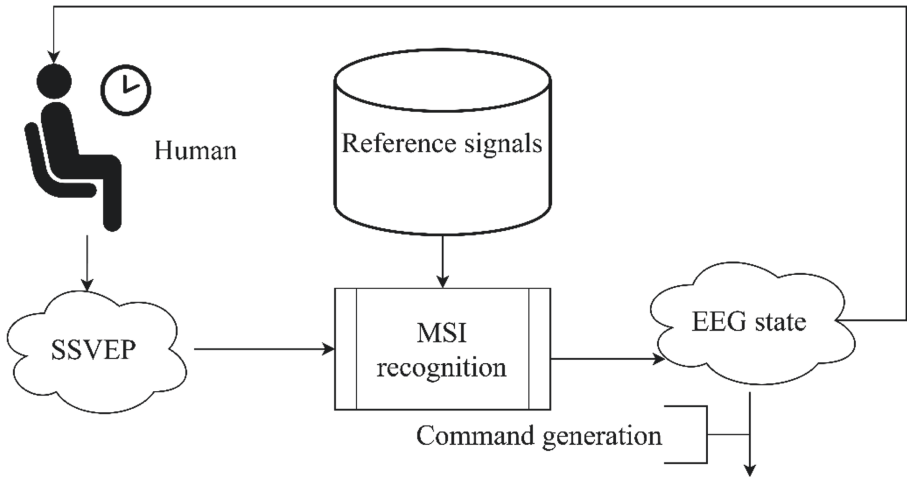 Human
Reference signals
SSVEP
MSI
recognition
EEG state
Command generation